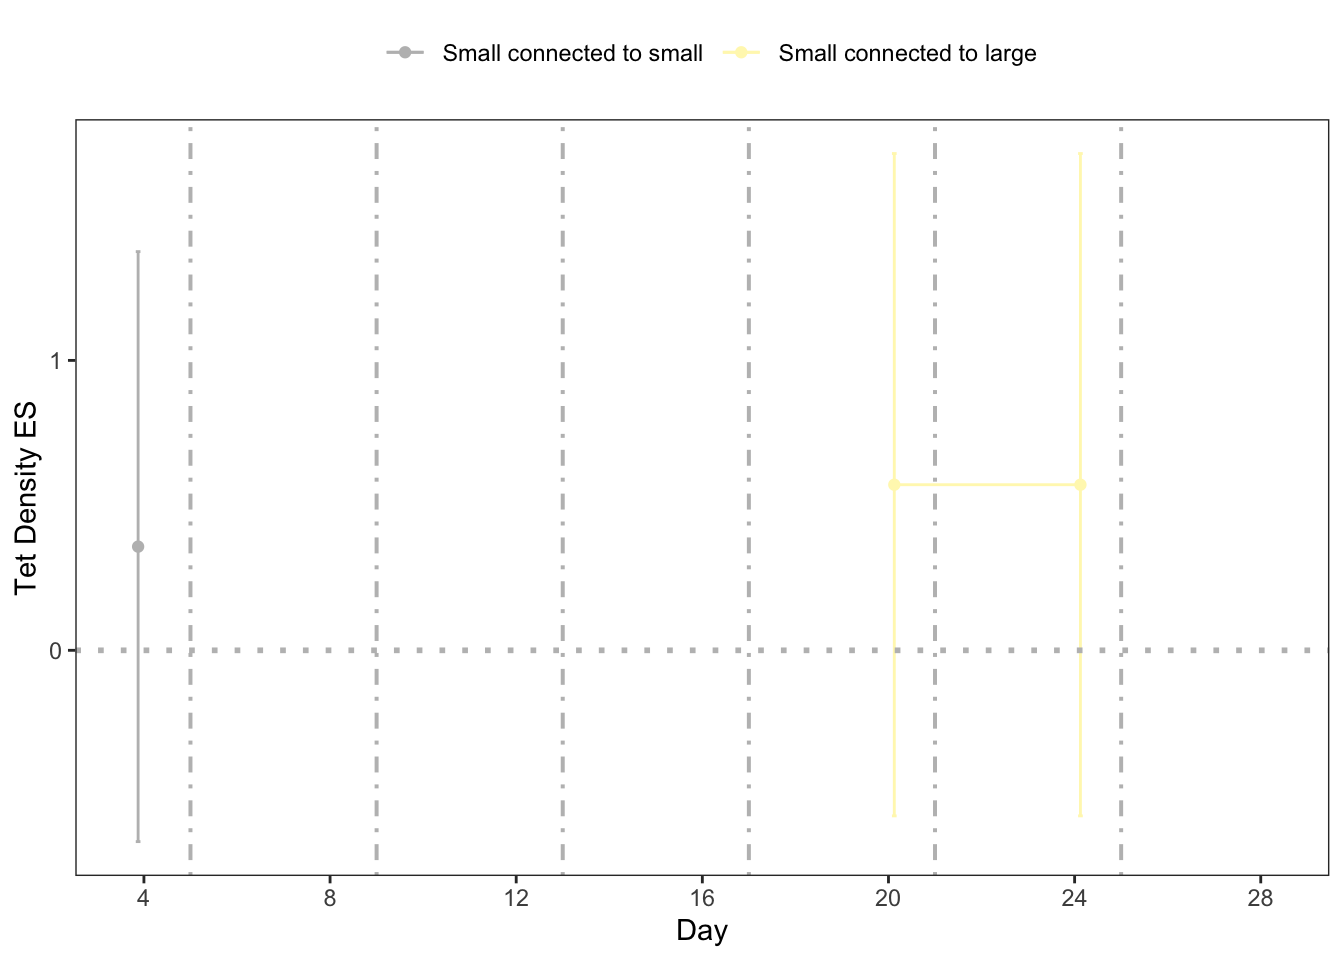 Small connected to small Small connected to large
Tet Density ES
1
0
4 8 12 16 20 24 28
Day